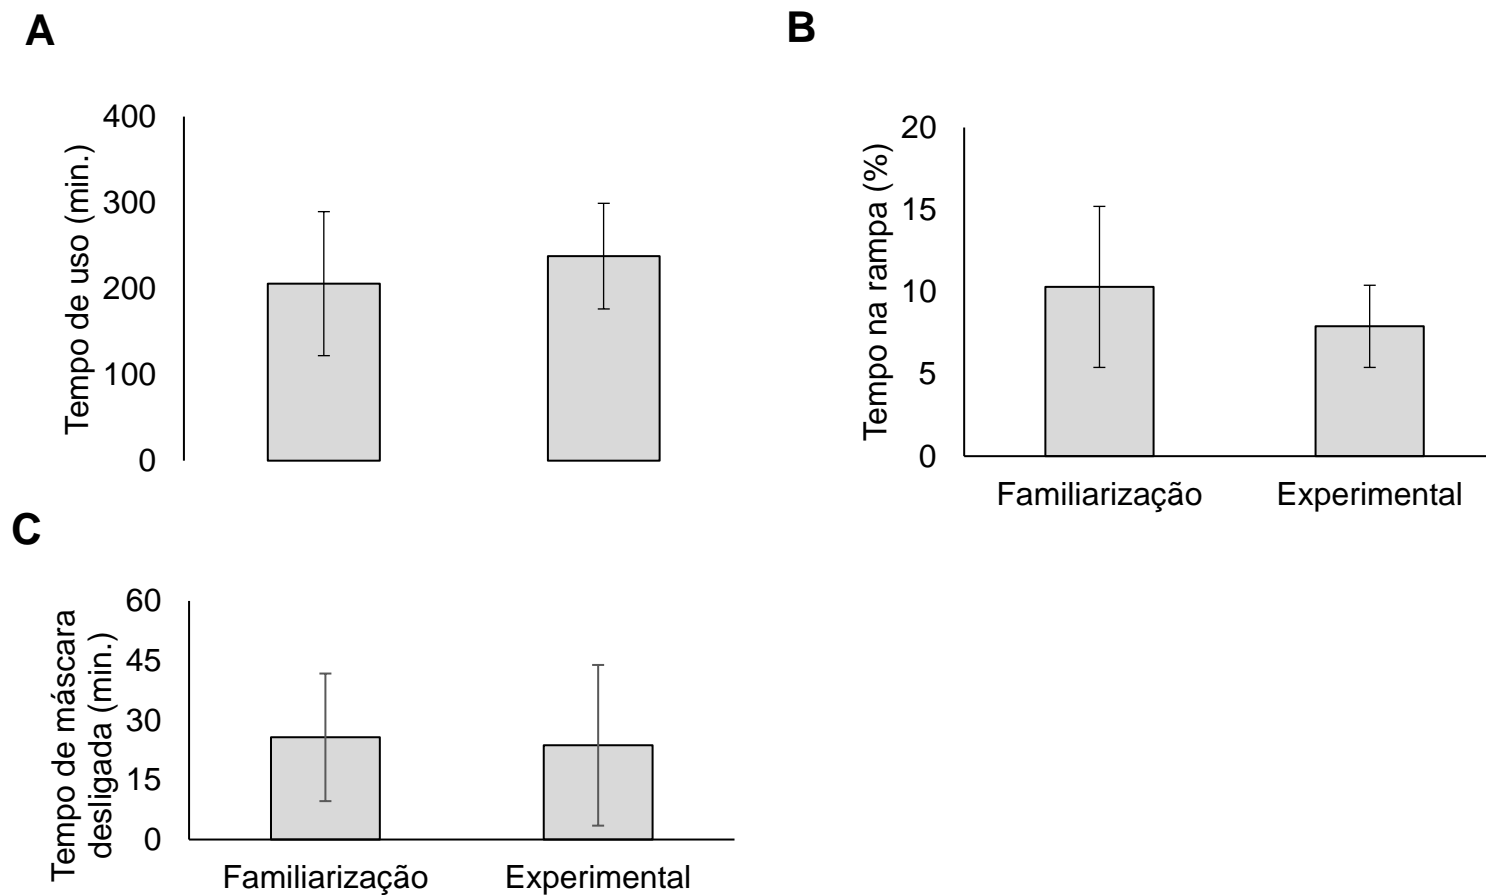 A
Tempo de uso (min.)
400
300
200
100
0
B
Tempo na rampa (%)
20
15
10
5
0
Familiarização Experimental
C
Tempo de máscara
desligada (min.)
60
45
30
15
0
Familiarização Experimental